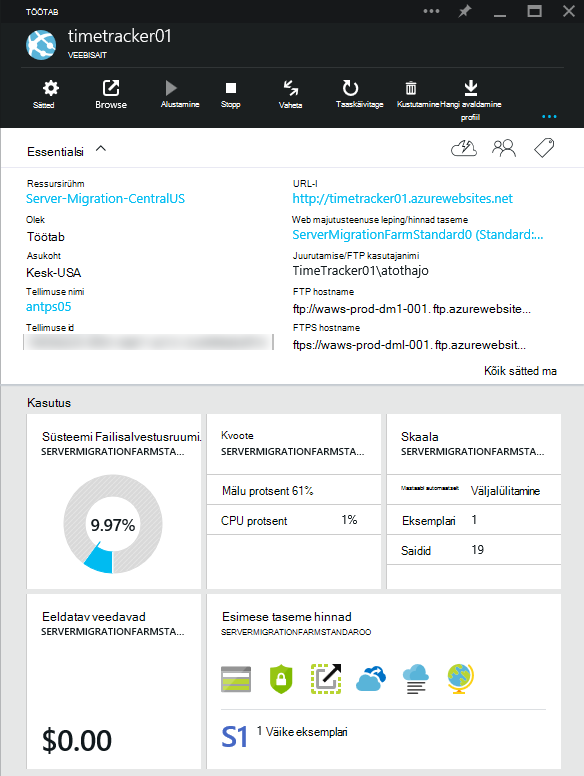 TÖÖTAB
timetracker01
VEEBISAIT
Sätted
Browse
Alustamine
Stopp
Vaheta
Taaskäivitage
Kustutamine
Hangi avaldamine
profiil
Essentialsi
Ressursirühm
Server-Migration-CentralUS
URL-I
http://timetracker01.azurewebsites.net
Olek
Töötab
Web majutusteenuse leping/hinnad taseme
ServerMigrationFarmStandard0 (Standard:...
Asukoht
Kesk-USA
Juurutamise/FTP kasutajanimi
TimeTracker01\atothajo
Tellimuse nimi
antps05
FTP hostname
ftp://waws-prod-dm1-001. ftp.azurewebsite...
Tellimuse id
FTPS hostname
ftps://waws-prod-dml-001. ftp.azurewebsit...
Kõik sätted ma
Kasutus
Süsteemi Failisalvestusruumi.
SERVERMIGRATIONFARMSTA...
9.97%
Kvoote
SERVERMIGRATIONFARMSTA...
Mälu protsent 61%
CPU protsent 1%
Skaala
SERVERMIGRATIONFARMSTA...
Mastaabi automaatselt Väljalülitamine
Eksemplari 1
Saidid 19
Eeldatav veedavad
SERVERMIGRATIONFARMSTA...
$0.00
Esimese taseme hinnad
SERVERMIGRATIONFARMSTANDAROO
S1 1 Väike eksemplari